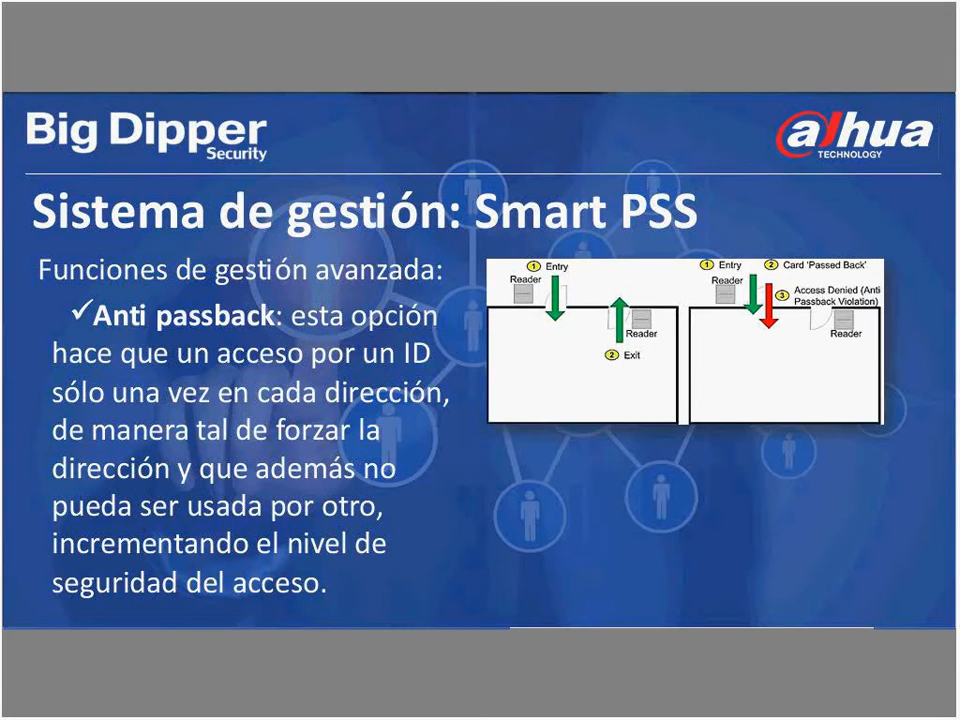 Big Dipper
Security
alhua
TECHNOLOGY
Sistema de gestión: Smart PSS
Funciones de gestión avanzada:
✓Anti passback: esta opción
hace que un acceso por un ID
sólo una vez en cada dirección,
de manera tal de forzar la
dirección y que además no
pueda ser usada por otro,
incrementando el nivel de
seguridad del acceso.
1 Entry
Reader
Reader
2 Exit
1 Entry
2 Card 'Passed Back'
Reader
3 Access Denied (Anti
Passback Violation)
Reader